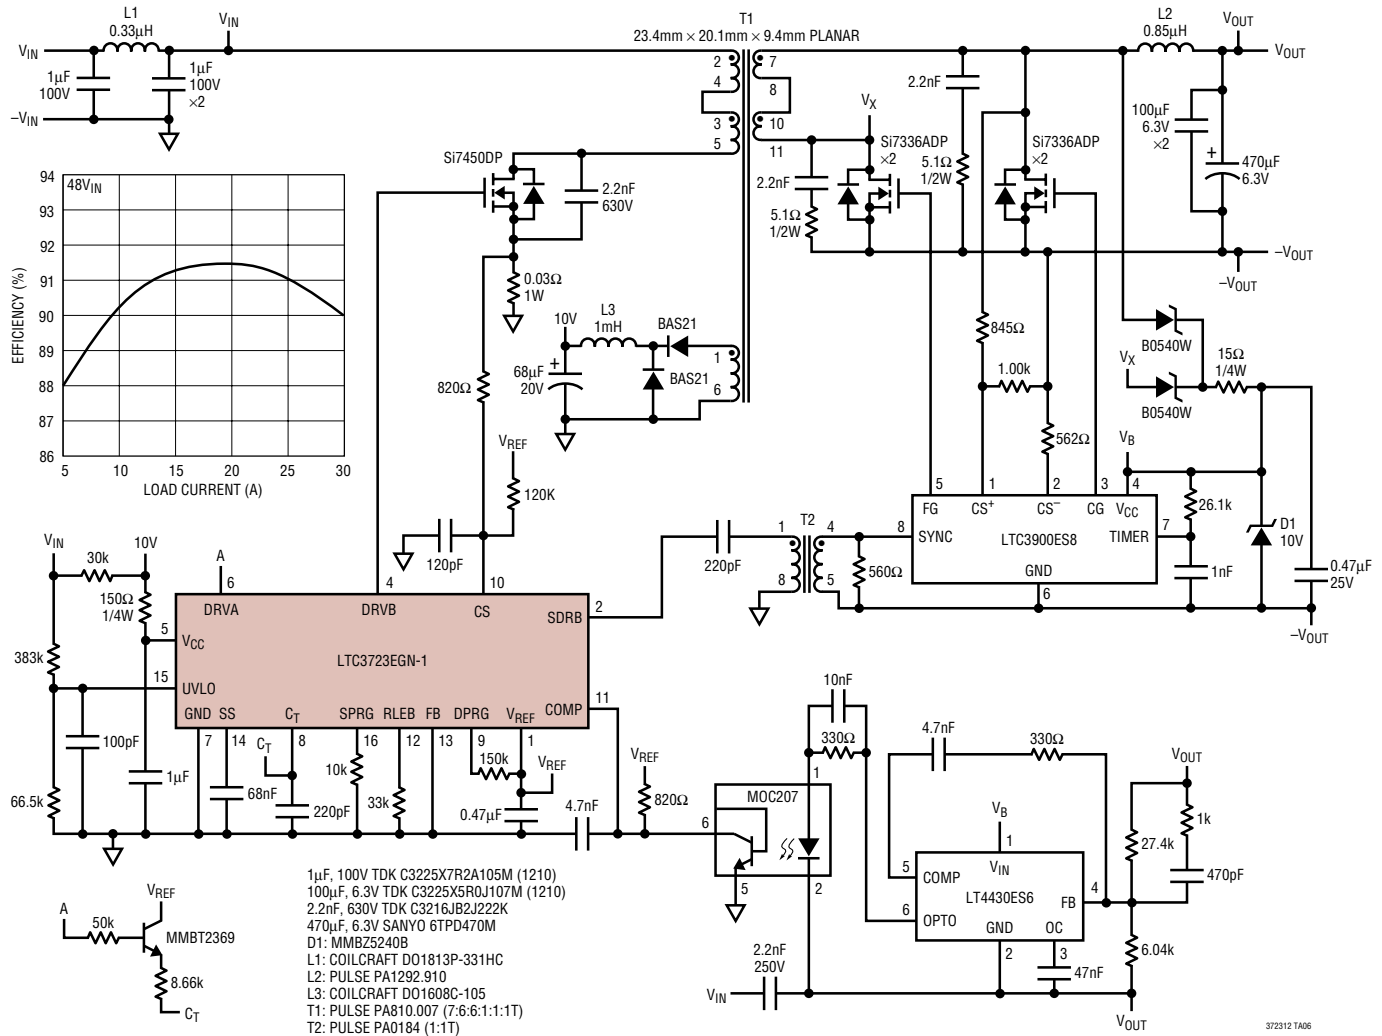 L1
0.33µH
VIN
VIN
1µF
100V
1µF
100V
×2
–VIN
T1
23.4mm × 20.1mm × 9.4mm PLANAR
2
4
3
5
7
8
10
11
1
6
L2
0.85µH
VOUT
VOUT
2.2nF
5.1Ω
1/2W
VX
Si7336ADP
×2
Si7336ADP
×2
2.2nF
5.1Ω
1/2W
100µF
6.3V
×2
+
470µF
6.3V
–VOUT
–VOUT
Si7450DP
2.2nF
630V
0.03Ω
1W
10V
L3
1mH
BAS21
BAS21
+
68µF
20V
820Ω
VREF
120K
120pF
48VIN
94
93
92
91
90
89
88
87
86
5
10
15
20
25
30
EFFICIENCY (%)
LOAD CURRENT (A)
845Ω
1.00k
562Ω
B0540W
VX
B0540W
15Ω
1/4W
VB
5
1
2
3
4
FG
CS+
CS–
CG
VCC
8
SYNC
LTC3900ES8
TIMER
7
GND
6
26.1k
1nF
D1
10V
0.47µF
25V
–VOUT
220pF
T2
1
8
4
5
560Ω
VIN
30k
10V
150Ω
1/4W
383k
66.5k
100pF
1µF
A
6
4
10
DRVA
DRVB
CS
SDRB
2
5
VCC
LTC3723EGN-1
15
UVLO
COMP
11
GND
SS
CT
SPRG
RLEB
FB
DPRG
VREF
7
14
8
16
12
13
9
1
CT
68nF
220pF
10k
33k
150k
VREF
0.47µF
4.7nF
VREF
820Ω
10nF
330Ω
1
MOC207
6
5
2
4.7nF
330Ω
VB
1
VIN
5
COMP
LT4430ES6
FB
4
6
OPTO
GND
OC
2
3
47nF
VOUT
27.4k
1k
470pF
6.04k
VOUT
2.2nF
250V
VIN
A
50k
VREF
MMBT2369
8.66k
CT
1µF, 100V TDK C3225X7R2A105M (1210)
100µF, 6.3V TDK C3225X5R0J107M (1210)
2.2nF, 630V TDK C3216JB2J222K
470µF, 6.3V SANYO 6TPD470M
D1: MMBZ5240B
L1: COILCRAFT DO1813P-331HC
L2: PULSE PA1292.910
L3: COILCRAFT DO1608C-105
T1: PULSE PA810.007 (7:6:6:1:1:1T)
T2: PULSE PA0184 (1:1T)
372312 TA06